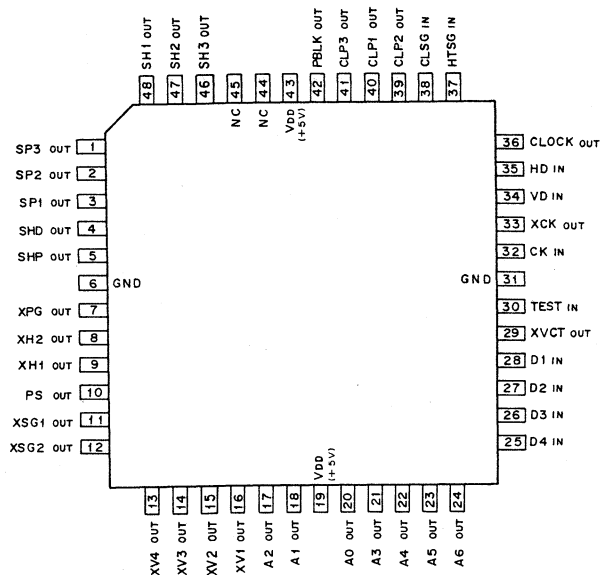 SH1 OUT
SH2 OUT
SH3 OUT
PBLK OUT
CLP3 OUT
CLP1 OUT
CLP2 OUT
CLSG IN
HTSG IN
48
47
46
45
44
43
42
41
40
39
38
37
NC
NC
VDD
(+5V)
SP3 OUT 1
SP2 OUT 2
SP1 OUT 3
SHD OUT 4
SHP OUT 5
6 GND
XPG OUT 7
XH2 OUT 8
XH1 OUT 9
PS OUT 10
XSG1 OUT 11
XSG2 OUT 12
36 CLOCK OUT
35 HD IN
34 VD IN
33 XCK OUT
32 CK IN
GND 31
30 TEST IN
29 XVCT OUT
28 D1 IN
27 D2 IN
26 D3 IN
25 D4 IN
VDD
(+5V)
13
14
15
16
17
18
19
20
21
22
23
24
XV4 OUT
XV3 OUT
XV2 OUT
XV1 OUT
A2 OUT
A1 OUT
A0 OUT
A3 OUT
A4 OUT
A5 OUT
A6 OUT